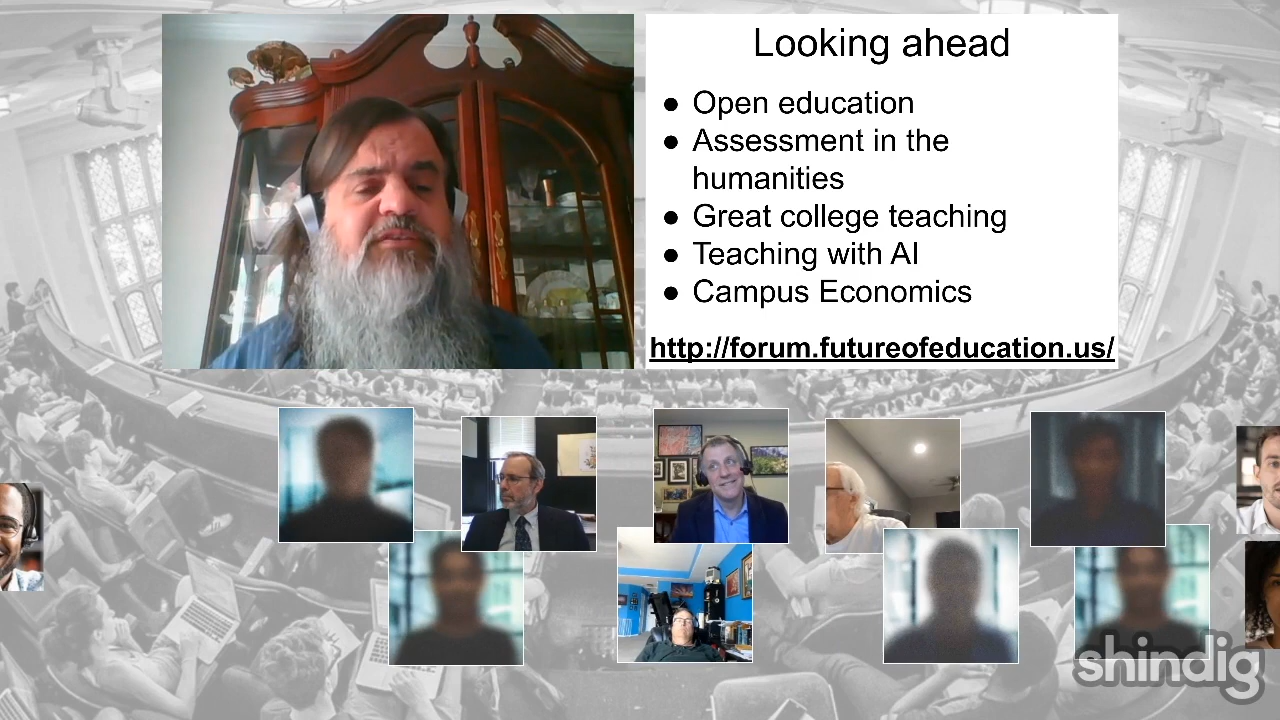 Looking ahead
● Open education
● Assessment in the
humanities
● Great college teaching
● Teaching with AI
● Campus Economics
http://forum.futureofeducation.us/
shindig